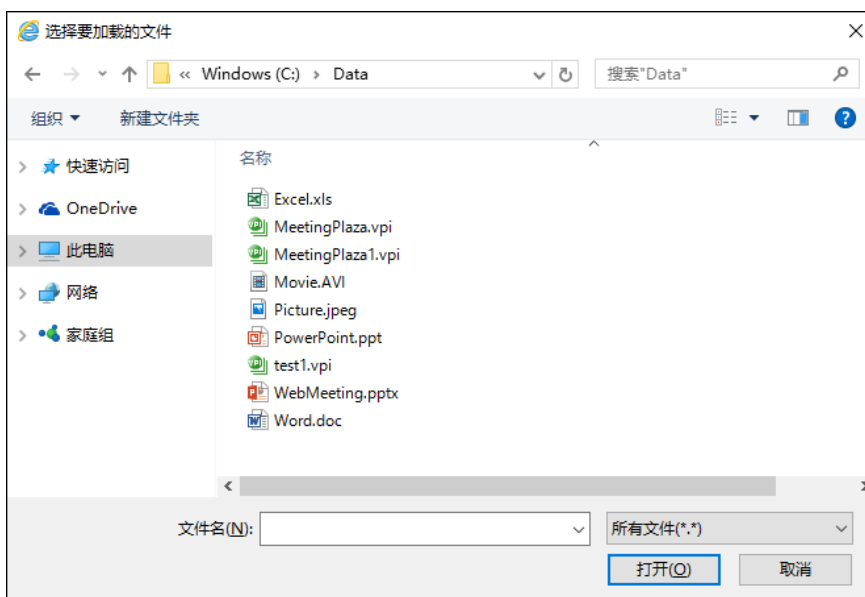 选择要加载的文件
« Windows (C:) › Data
搜索"Data"
组织
新建文件夹
名称
快速访问
OneDrive
此电脑
网络
家庭组
Excel.xls
MeetingPlaza.vpi
MeetingPlaza1.vpi
Movie.AVI
Picture.jpeg
PowerPoint.ppt
test1.vpi
WebMeeting.pptx
Word.doc
文件名(N):
所有文件(*.*)
打开(O)
取消